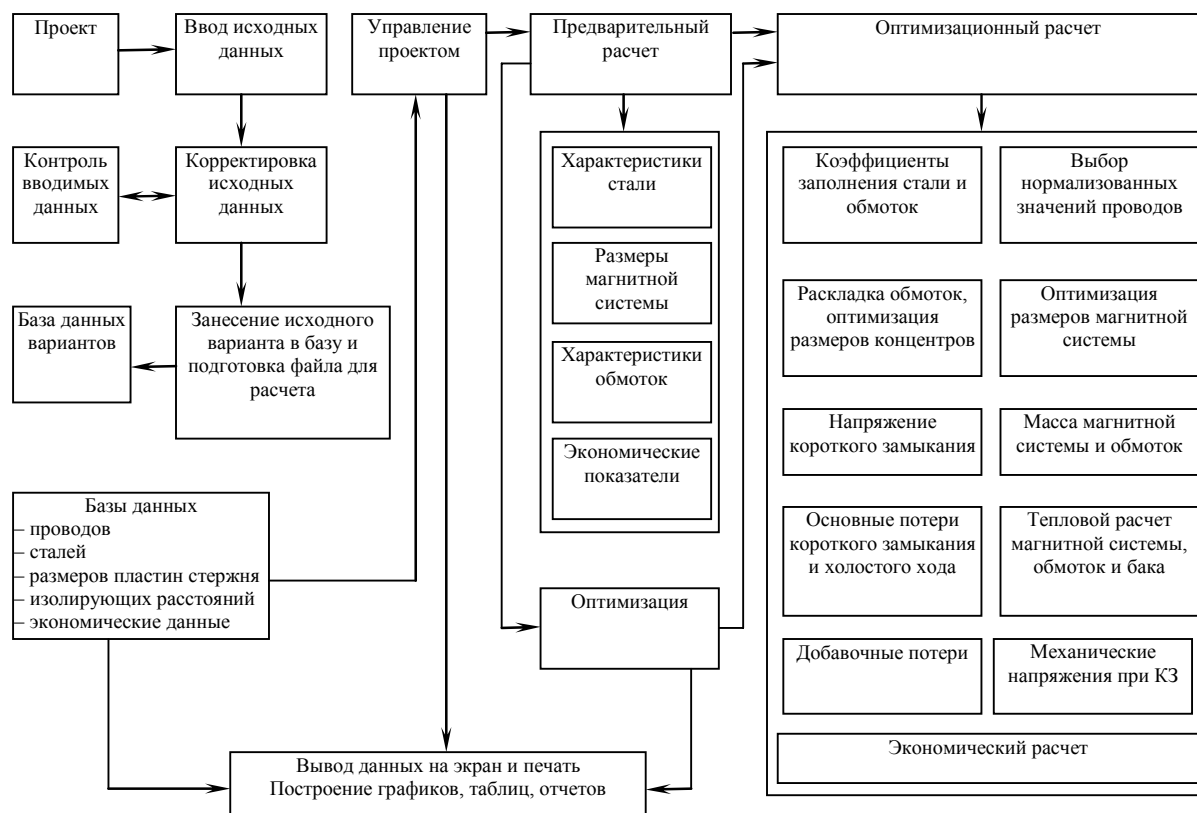 Проект
Ввод исходных
данных
Управление
проектом
Предварительный
расчет
Оптимизационный расчет
Контроль
вводимых
данных
Корректировка
исходных
данных
База данных
вариантов
Занесение исходного
варианта в базу и
подготовка файла для
расчета
Базы данных
– проводов
– сталей
– размеров пластин стержня
– изолирующих расстояний
– экономические данные
Характеристики
стали
Размеры
магнитной
системы
Характеристики
обмоток
Экономические
показатели
Оптимизация
Коэффициенты
заполнения стали и
обмоток
Выбор
нормализованных
значений проводов
Раскладка обмоток,
оптимизация
размеров концентров
Оптимизация
размеров магнитной
системы
Напряжение
короткого замыкания
Масса магнитной
системы и обмоток
Основные потери
короткого замыкания
и холостого хода
Тепловой расчет
магнитной системы,
обмоток и бака
Добавочные потери
Механические
напряжения при КЗ
Экономический расчет
Вывод данных на экран и печать
Построение графиков, таблиц, отчетов